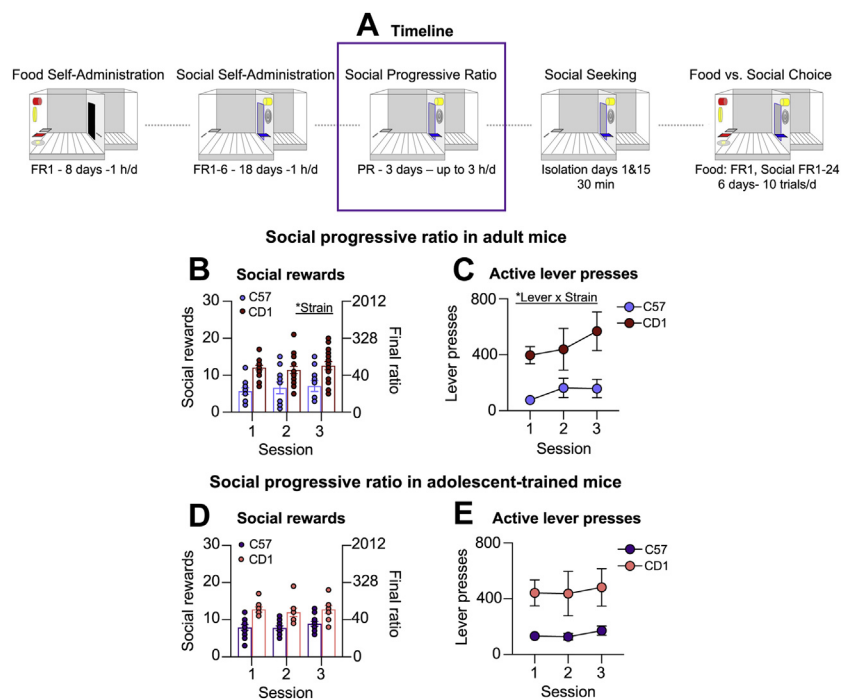 A Timeline
Food Self-Administration
FR1 - 8 days -1 h/d
Social Self-Administration
FR1-6 - 18 days -1 h/d
Social Progressive Ratio
PR - 3 days – up to 3 h/d
Social Seeking
Isolation days 1&15
30 min
Food vs. Social Choice
Food: FR1, Social FR1-24
6 days- 10 trials/d
Social progressive ratio in adult mice
B Social rewards
C57
CD1
*Strain
30
20
10
0
Social rewards
2012
328
40
0
Final ratio
1 2 3
Session
C Active lever presses
*Lever x Strain
C57
CD1
800
400
0
Lever presses
1 2 3
Session
Social progressive ratio in adolescent-trained mice
D Social rewards
C57
CD1
30
20
10
0
Social rewards
2012
328
40
0
Final ratio
1 2 3
Session
E Active lever presses
C57
CD1
800
400
0
Lever presses
1 2 3
Session